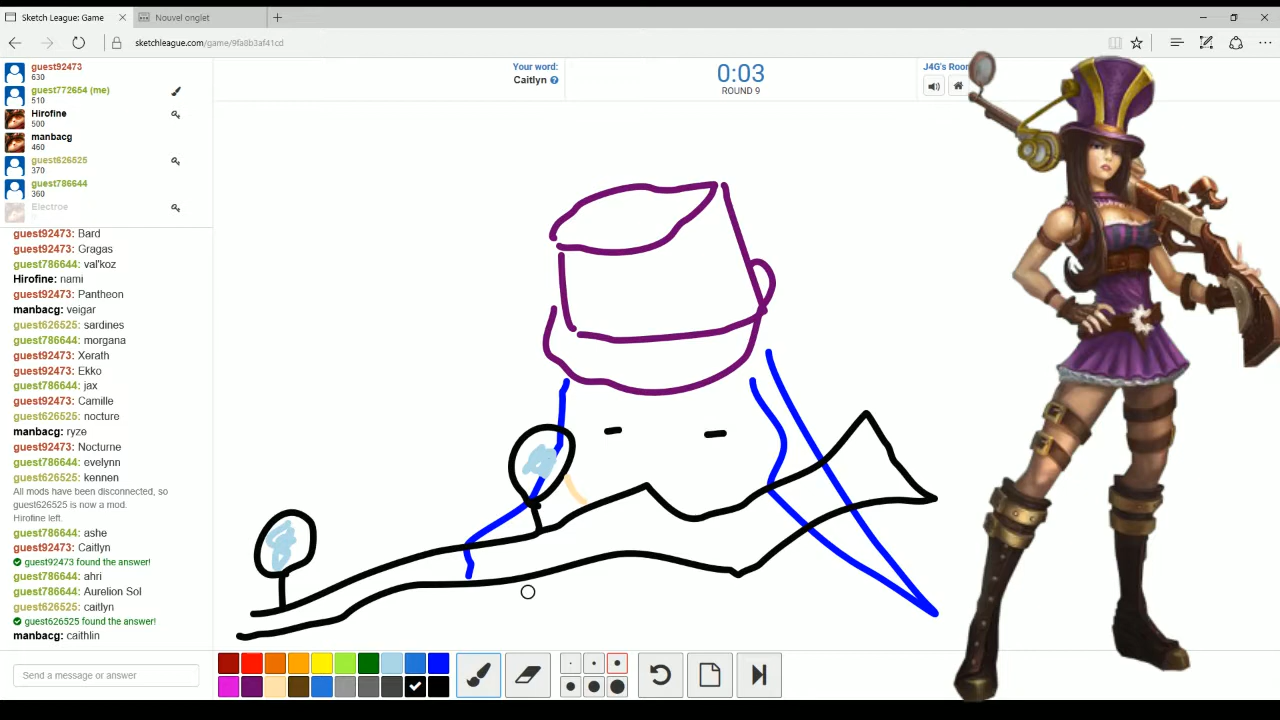 Sketch League: Game
Nouvel onglet
sketchleague.com/game/9fa8b3af41cd
guest92473
630
guest772654 (me)
510
Hirofine
500
manbacg
460
guest626525
370
guest786644
360
Electroe
guest92473: Bard
guest92473: Gragas
guest786644: val'koz
Hirofine: nami
guest92473: Pantheon
manbacg: veigar
guest626525: sardines
guest786644: morgana
guest92473: Xerath
guest92473: Ekko
guest786644: jax
guest92473: Camille
guest626525: nocture
manbacg: ryze
guest92473: Nocturne
guest786644: evelynn
guest626525: kennen
All mods have been disconnected, so
guest626525 is now a mod.
Hirofine left.
guest786644: ashe
guest92473: Caitlyn
guest92473 found the answer!
guest786644: ahri
guest786644: Aurelion Sol
guest626525: caitlyn
guest626525 found the answer!
manbacg: caithlin
Send a message or answer
Your word:
Caitlyn
0:03
ROUND 9
J4G's Room